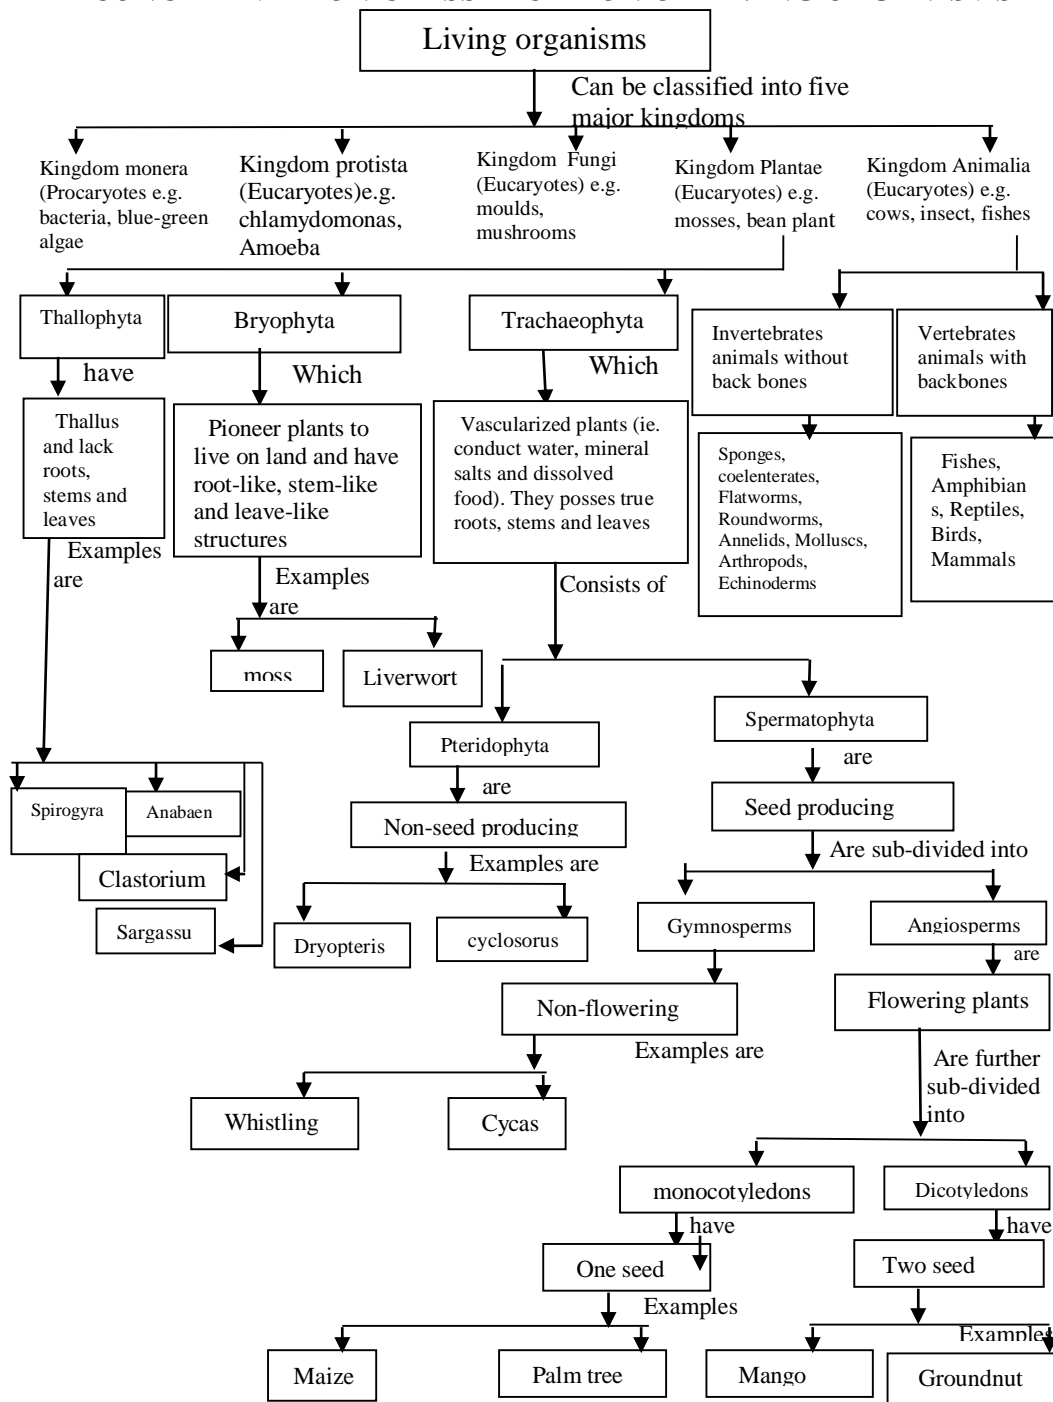 Living organisms
Can be classified into five
major kingdoms
Kingdom monera
(Procaryotes e.g.
bacteria, blue-green
algae
Kingdom protista
(Eucaryotes)e.g.
chlamydomonas,
Amoeba
Kingdom Fungi
(Eucaryotes) e.g.
moulds,
mushrooms
Kingdom Plantae
(Eucaryotes) e.g.
mosses, bean plant
Kingdom Animalia
(Eucaryotes) e.g.
cows, insect, fishes
Thallophyta
Bryophyta
Trachaeophyta
Invertebrates
animals without
back bones
Vertebrates
animals with
backbones
have
Which
Which
Thallus
and lack
roots,
stems and
leaves
Pioneer plants to
live on land and have
root-like, stem-like
and leave-like
structures
Vascularized plants (ie.
conduct water, mineral
salts and dissolved
food). They posses true
roots, stems and leaves
Sponges,
coelenterates,
Flatworms,
Roundworms,
Annelids, Molluscs,
Arthropods,
Echinoderms
Fishes,
Amphibian
s, Reptiles,
Birds,
Mammals
Examples
are
Examples
are
Consists of
moss
Liverwort
Pteridophyta
Spermatophyta
are
are
Spirogyra
Anabaen
Clastorium
Sargassu
Non-seed producing
Seed producing
Examples are
Are sub-divided into
Dryopteris
cyclosorus
Gymnosperms
Angiosperms
are
Non-flowering
Flowering plants
Examples are
Are further
sub-divided
into
Whistling
Cycas
monocotyledons
Dicotyledons
have
have
One seed
Two seed
Examples
Examples
Maize
Palm tree
Mango
Groundnut